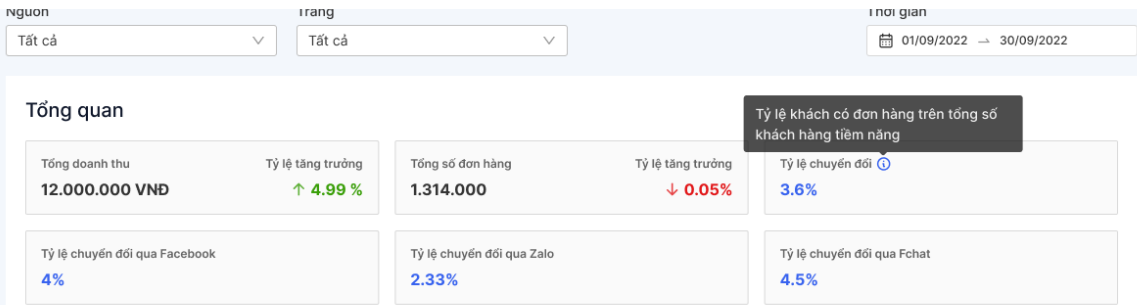 Nguồn
Trang
Thời gian
Tất cả
Tất cả
01/09/2022 → 30/09/2022
Tổng quan
Tỷ lệ khách có đơn hàng trên tổng số
khách hàng tiềm năng
Tổng doanh thu
Tỷ lệ tăng trưởng
12.000.000 VNĐ
↑ 4.99 %
Tổng số đơn hàng
Tỷ lệ tăng trưởng
1.314.000
↓ 0.05%
Tỷ lệ chuyển đổi
3.6%
Tỷ lệ chuyển đổi qua Facebook
4%
Tỷ lệ chuyển đổi qua Zalo
2.33%
Tỷ lệ chuyển đổi qua Fchat
4.5%